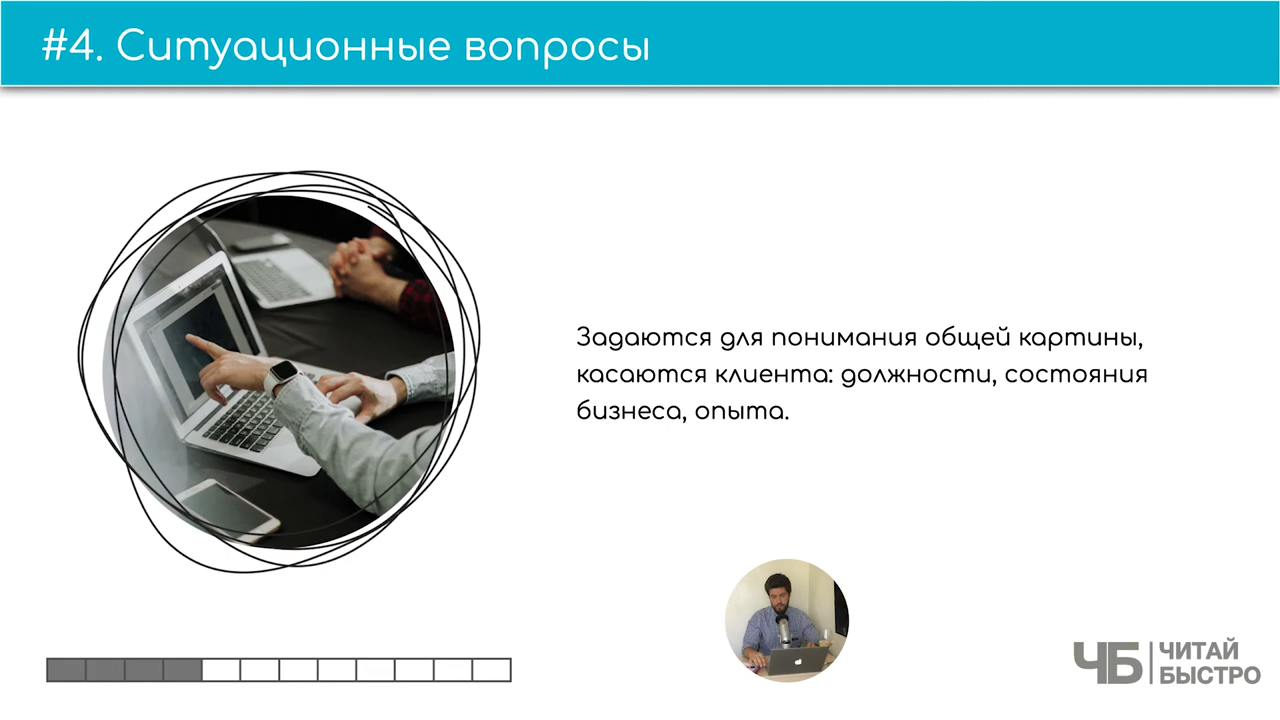 #4. Ситуационные вопросы
Задаются для понимания общей картины,
касаются клиента: должности, состояния
бизнеса, опыта.
ЧБ
ЧИТАЙ
БЫСТРО